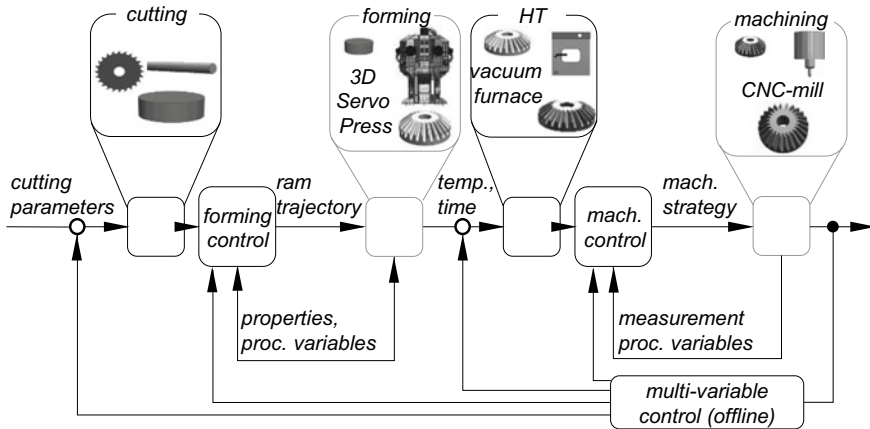 cutting
forming
3D
Servo
Press
HT
vacuum
furnace
machining
CNC-mill
cutting
parameters
forming
control
ram
trajectory
temp.,
time
mach.
control
mach.
strategy
properties,
proc. variables
measurement
proc. variables
multi-variable
control (offline)